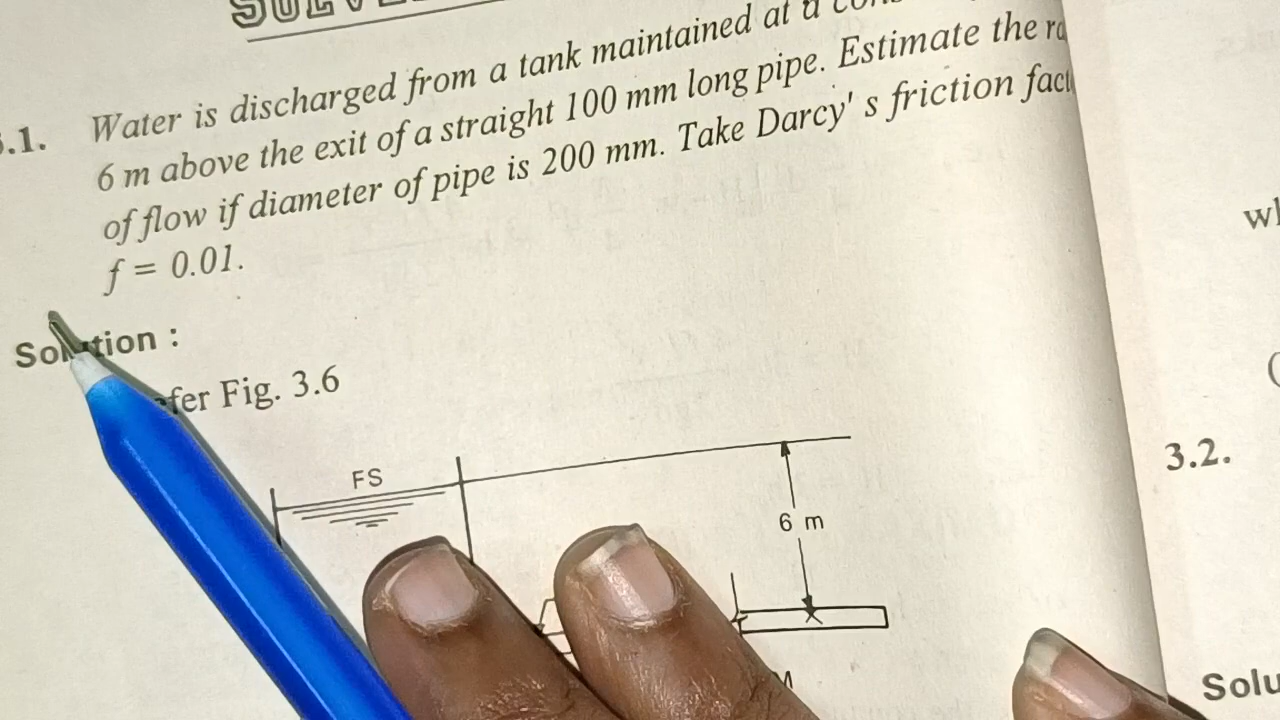 Water is discharged from a tank maintained at a
6 m above the exit of a straight 100 mm long pipe. Estimate the
of flow if diameter of pipe is 200 mm. Take Darcy' s friction
f = 0.01.
Solution :
Fig. 3.6
FS
6 m
3.2.